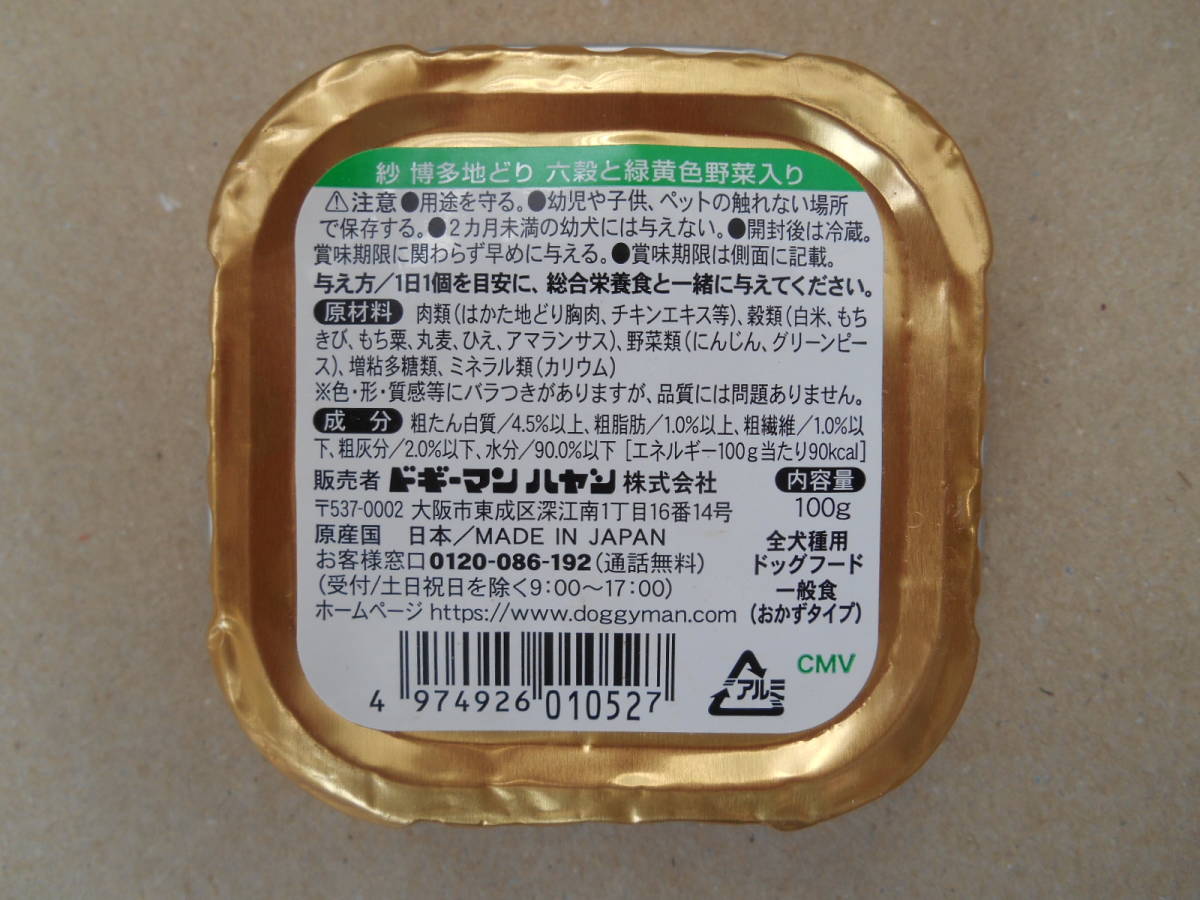 紗 博多地どり 六穀と緑黄色野菜入り
⚠注意 ●用途を守る。●幼児や子供、ペットの触れない場所
で保存する。●2カ月未満の幼犬には与えない。●開封後は冷蔵。
賞味期限に関わらず早めに与える。●賞味期限は側面に記載。
与え方/1日1個を目安に、総合栄養食と一緒に与えてください。
原材料 肉類(はかた地どり胸肉、チキンエキス等)、穀類(白米、もち
きび、もち粟、丸麦、ひえ、アマランサス)、野菜類(にんじん、グリーンピー
ス)、増粘多糖類、ミネラル類(カリウム)
※色・形・質感等にバラつきがありますが、品質には問題ありません。
成分 粗たん白質/4.5%以上、粗脂肪/1.0%以上、粗繊維/1.0%以
下、粗灰分/2.0%以下、水分/90.0%以下 [エネルギー100g当たり90kcal]
販売者 ドギーマンハヤシ株式会社
〒537-0002 大阪市東成区深江南1丁目16番14号
原産国 日本/MADE IN JAPAN
お客様窓口 0120-086-192(通話無料)
(受付/土日祝日を除く9:00〜17:00)
ホームページ https://www.doggyman.com
内容量
100g
全犬種用
ドッグフード
一般食
(おかずタイプ)
4 974926 010527
アルミ
CMV